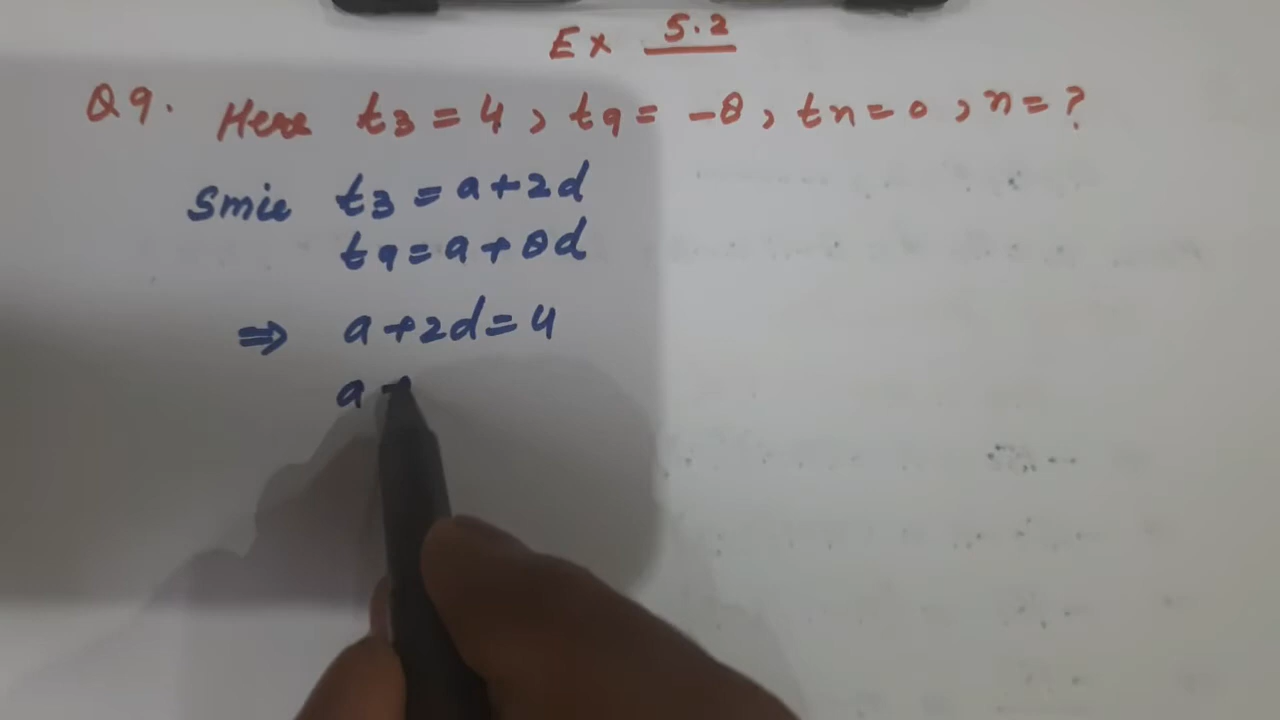 Ex 5.2
Q9. Here t3 = 4, t9 = -8, tn = 0, n = ?
Since t3 = a + 2d
t9 = a + 8d
⇒ a + 2d = 4
a +